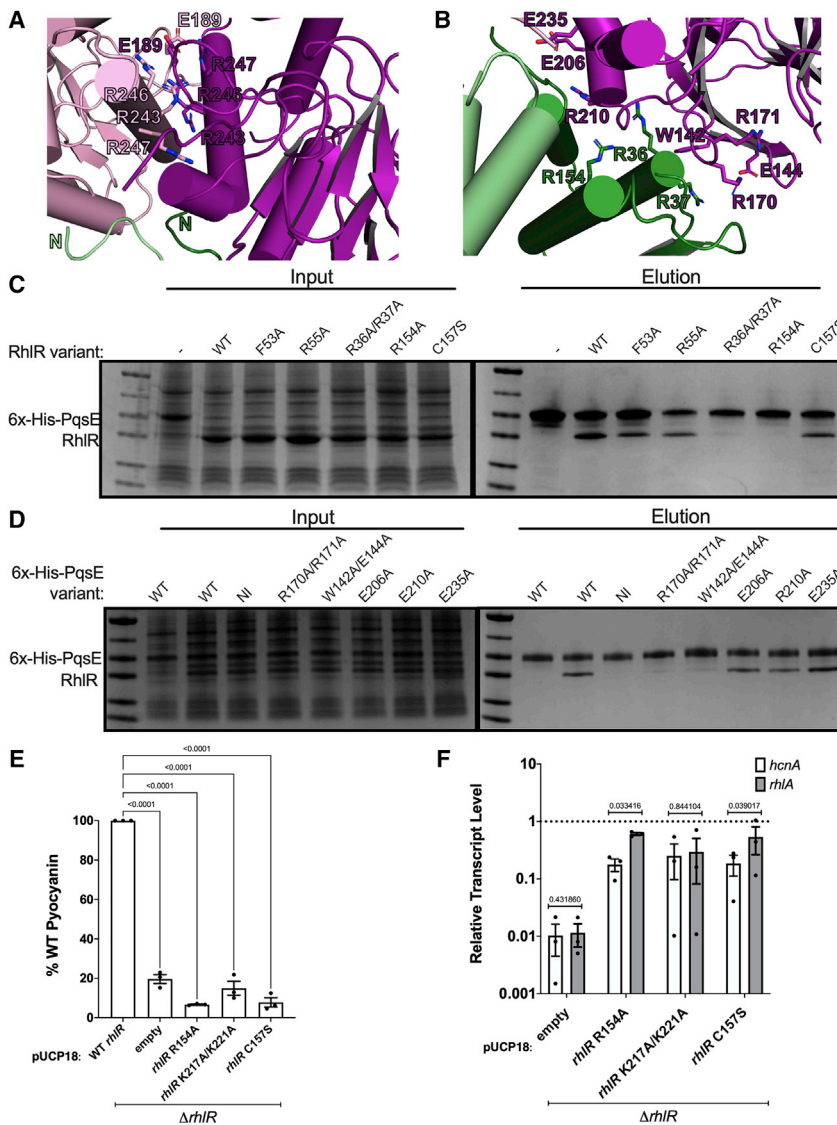 A
E189
E189
R247
R246
R246
R243
R243
R247
N
N
B
E235
E206
R210
W142
R171
R36
R154
E144
R37
R170
C
Input
Elution
RhlR variant:
-
WT
F53A
R55A
R36A/R37A
R154A
C157S
-
WT
F53A
R55A
R36A/R37A
R154A
C157S
6x-His-PqsE
RhlR
D
Input
Elution
6x-His-PqsE
variant:
WT
WT
NI
R170A/R171A
W142A/E144A
E206A
E210A
E235A
WT
WT
NI
R170A/R171A
W142A/E144A
E206A
R210A
E235A
6x-His-PqsE
RhlR
E
<0.0001
<0.0001
<0.0001
<0.0001
100
80
60
40
20
0
% WT Pyocyanin
pUCP18:
WT rhlR
empty
rhlR R154A
rhlR K217A/K221A
rhlR C157S
ΔrhlR
F
hcnA
rhlA
10
1
0.1
0.01
0.001
Relative Transcript Level
0.431860
0.033416
0.844104
0.039017
pUCP18:
empty
rhlR R154A
rhlR K217A/K221A
rhlR C157S
ΔrhlR